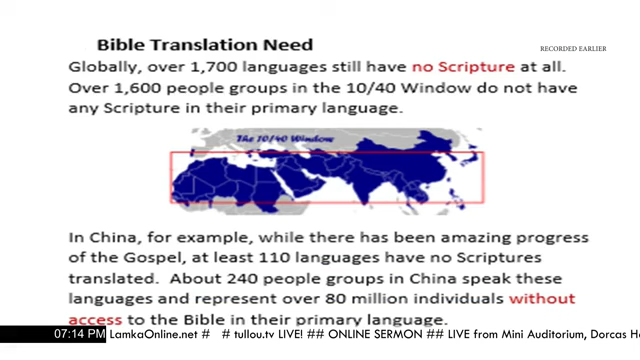 Bible Translation Need
RECORDED EARLIER
Globally, over 1,700 languages still have no Scripture at all.
Over 1,600 people groups in the 10/40 Window do not have
any Scripture in their primary language.
The 10/40 Window
In China, for example, while there has been amazing progress
of the Gospel, at least 110 languages have no Scriptures
translated. About 240 people groups in China speak these
languages and represent over 80 million individuals without
access to the Bible in their primary language.
07:14 PM LamkaOnline.net # # tullou.tv LIVE! ## ONLINE SERMON ## LIVE from Mini Auditorium, Dorcas H